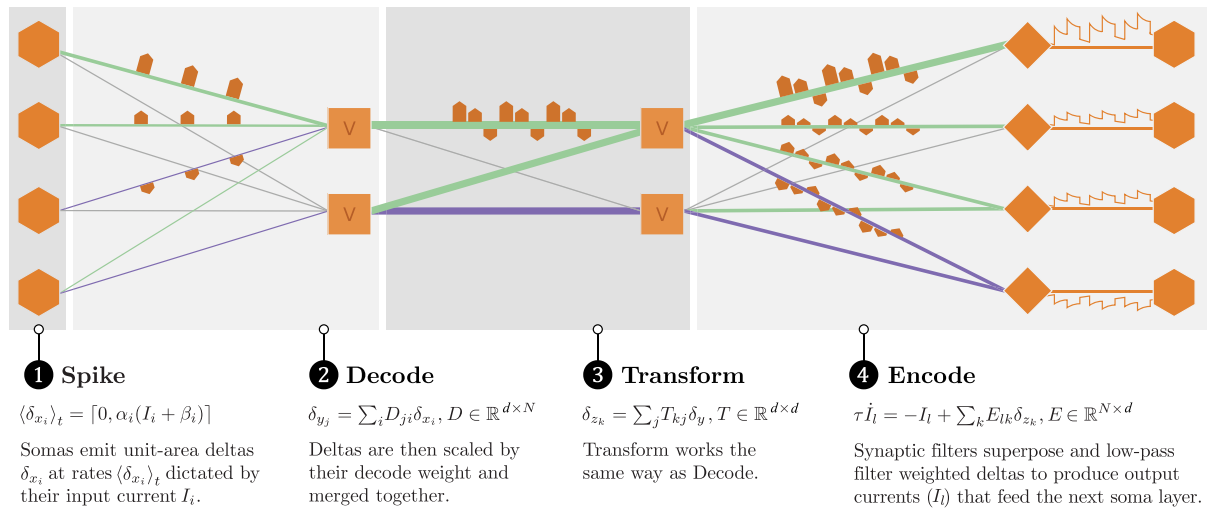 V
V
V
V
1 Spike
⟨δ_{x_i}⟩_t = ⌈0, α_i(I_i + β_i)⌉
Somas emit unit-area deltas
δ_{x_i} at rates ⟨δ_{x_i}⟩_t dictated by
their input current I_i.
2 Decode
δ_{y_j} = ∑_i D_{ji}δ_{x_i}, D ∈ ℝ^{d×N}
Deltas are then scaled by
their decode weight and
merged together.
3 Transform
δ_{z_k} = ∑_j T_{kj}δ_y, T ∈ ℝ^{d×d}
Transform works the
same way as Decode.
4 Encode
τİ_l = −I_l + ∑_k E_{lk}δ_{z_k}, E ∈ ℝ^{N×d}
Synaptic filters superpose and low-pass
filter weighted deltas to produce output
currents (I_l) that feed the next soma layer.